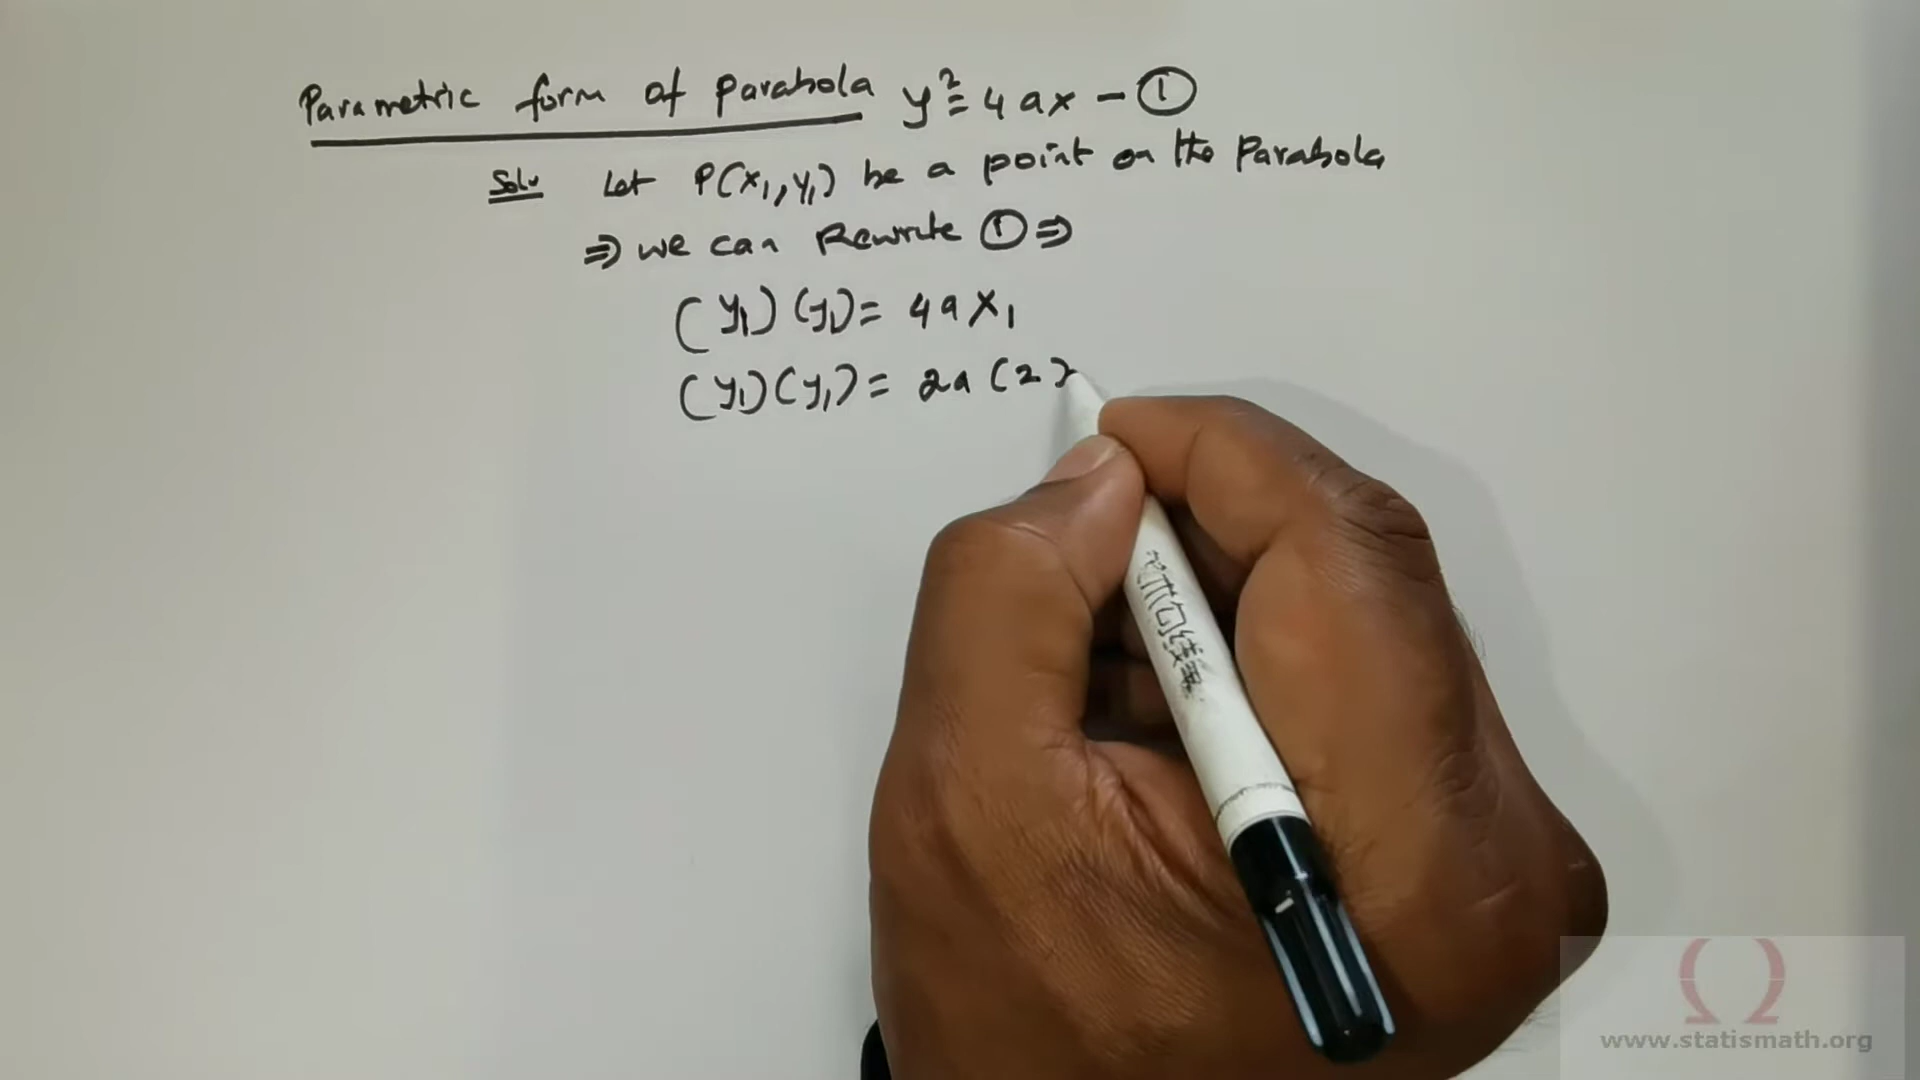 Parametric form of Parabola y² = 4ax - ①
Solu Let P(x₁, y₁) be a point on the Parabola
⇒ we can Rewrite ① ⇒
(y₁)(y₁) = 4ax₁
(y₁)(y₁) = 2a(2x
www.statismath.org